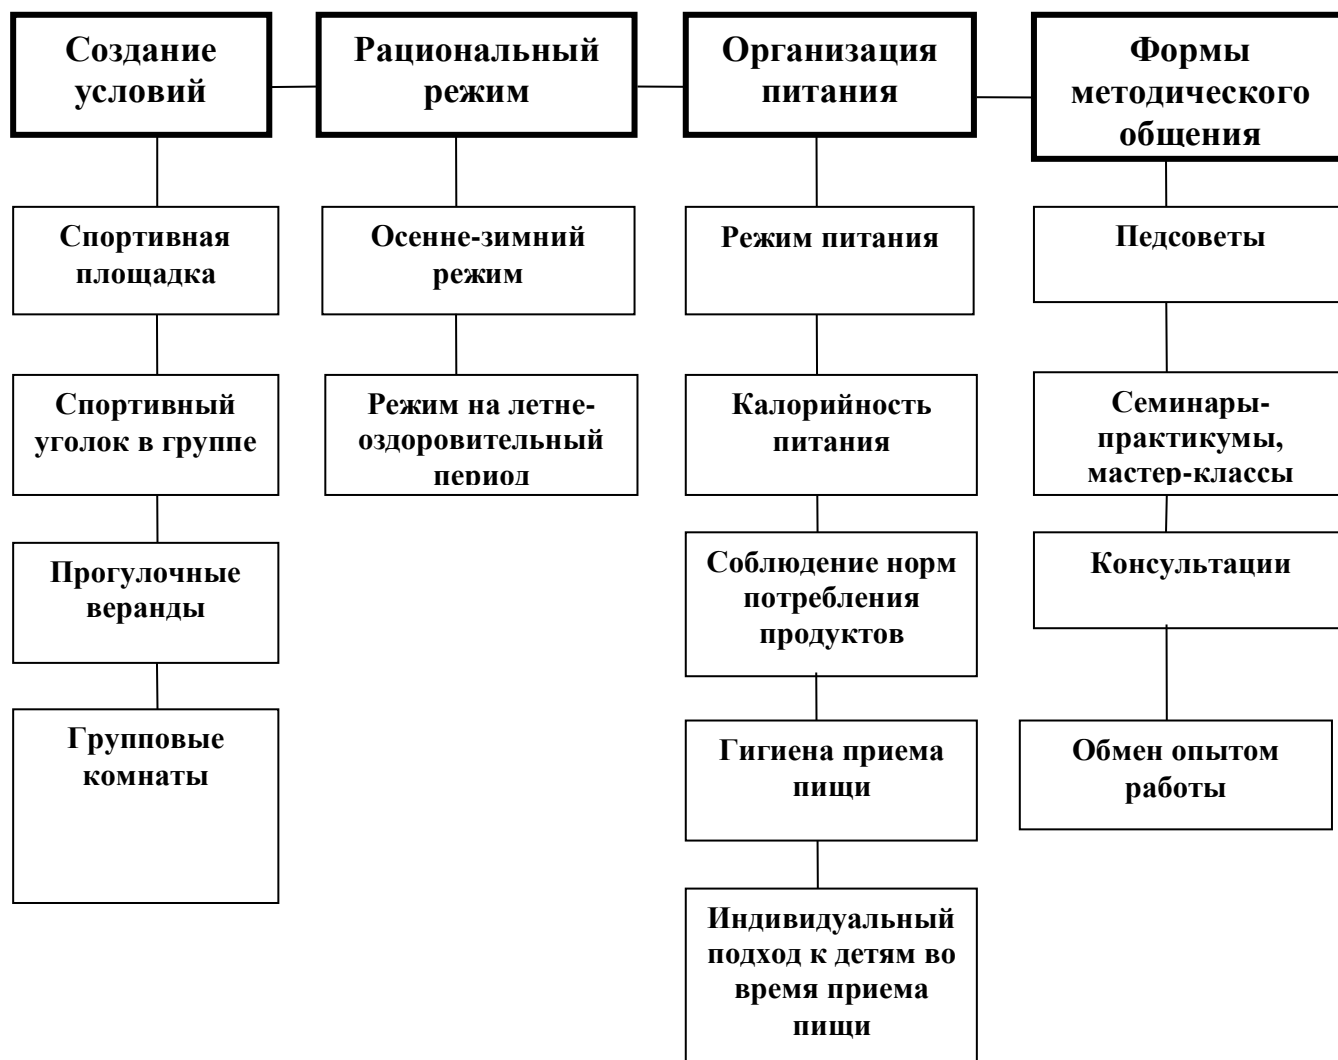 Создание
условий
Рациональный
режим
Организация
питания
Формы
методического
общения
Спортивная
площадка
Осенне-зимний
режим
Режим питания
Педсоветы
Спортивный
уголок в группе
Режим на летне-
оздоровительный
период
Калорийность
питания
Семинары-
практикумы,
мастер-классы
Прогулочные
веранды
Соблюдение норм
потребления
продуктов
Консультации
Групповые
комнаты
Гигиена приема
пищи
Обмен опытом
работы
Индивидуальный
подход к детям во
время приема
пищи